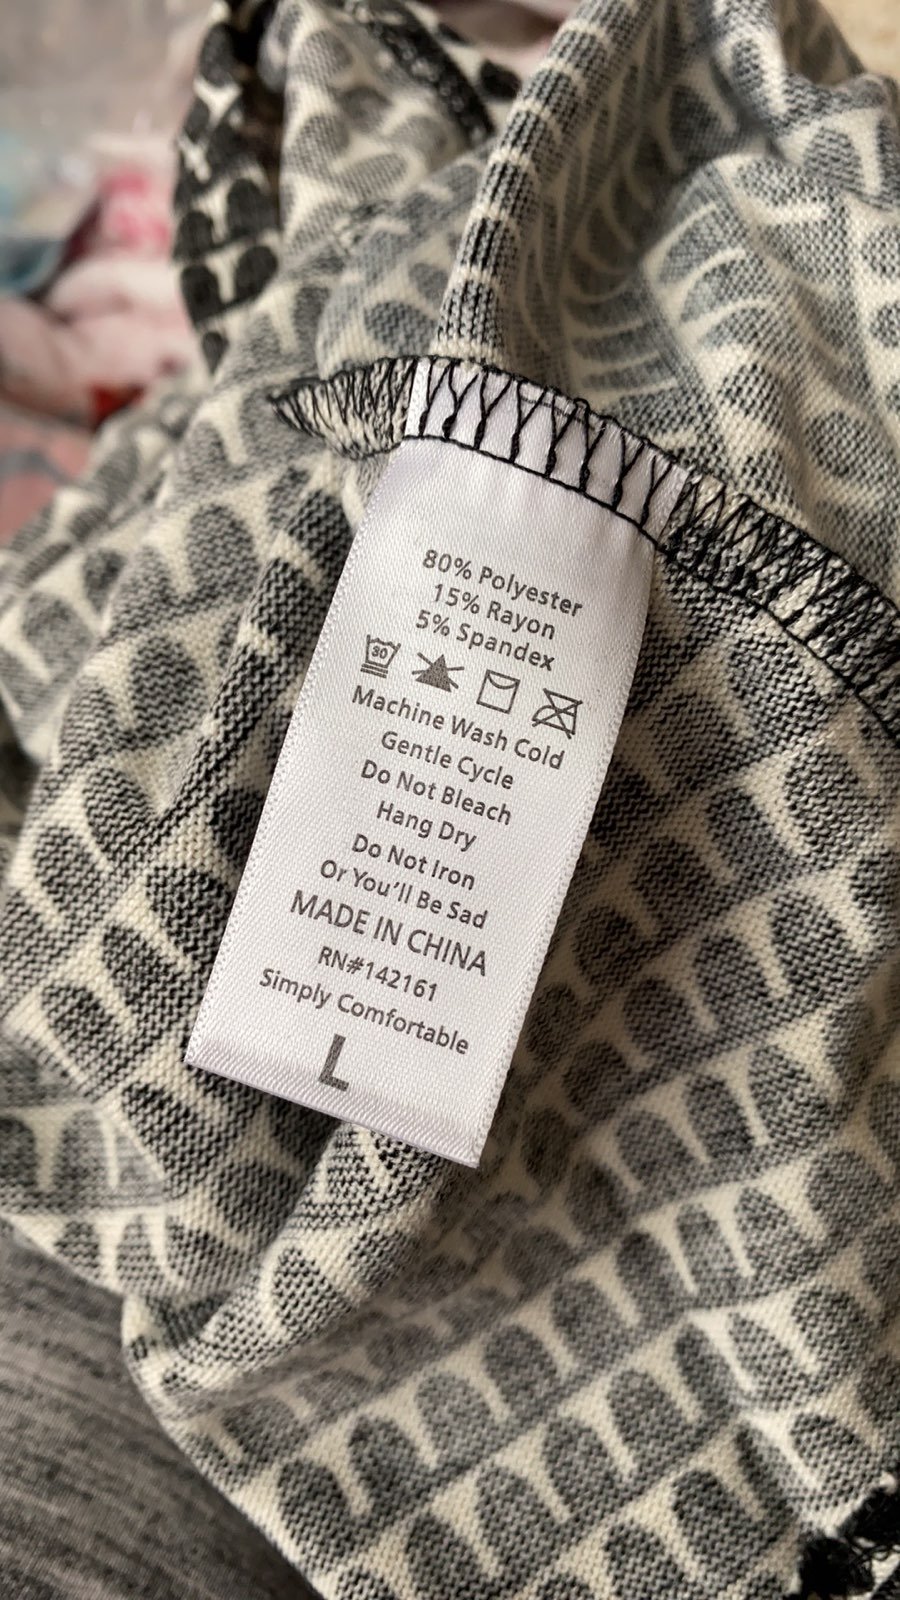 80% Polyester
15% Rayon
5% Spandex
30
Machine Wash Cold
Gentle Cycle
Do Not Bleach
Hang Dry
Do Not Iron
Or You'll Be Sad
MADE IN CHINA
RN#142161
Simply Comfortable
L